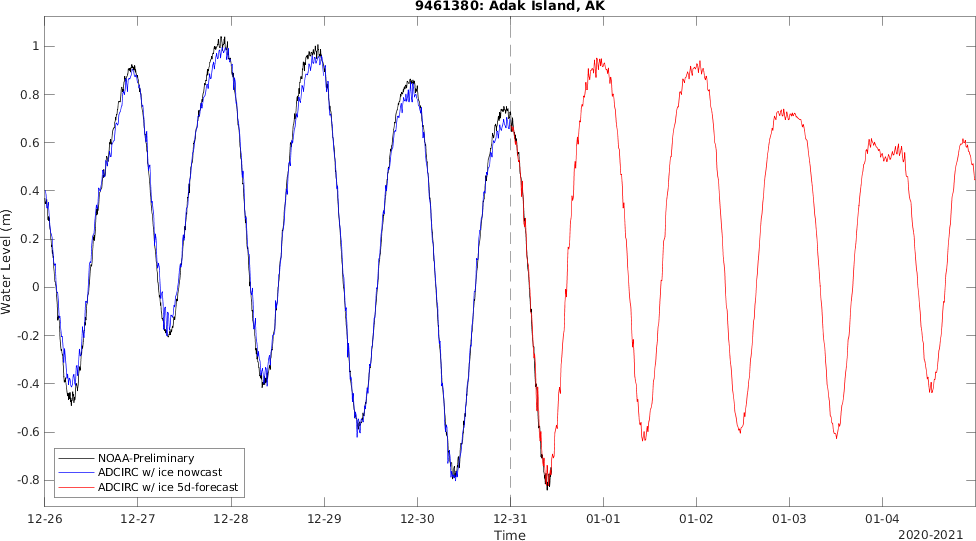 9461380: Adak Island, AK
Water Level (m)
1
0.8
0.6
0.4
0.2
0
-0.2
-0.4
-0.6
-0.8
NOAA-Preliminary
ADCIRC w/ ice nowcast
ADCIRC w/ ice 5d-forecast
12-26 12-27 12-28 12-29 12-30 12-31 01-01 01-02 01-03 01-04
Time
2020-2021